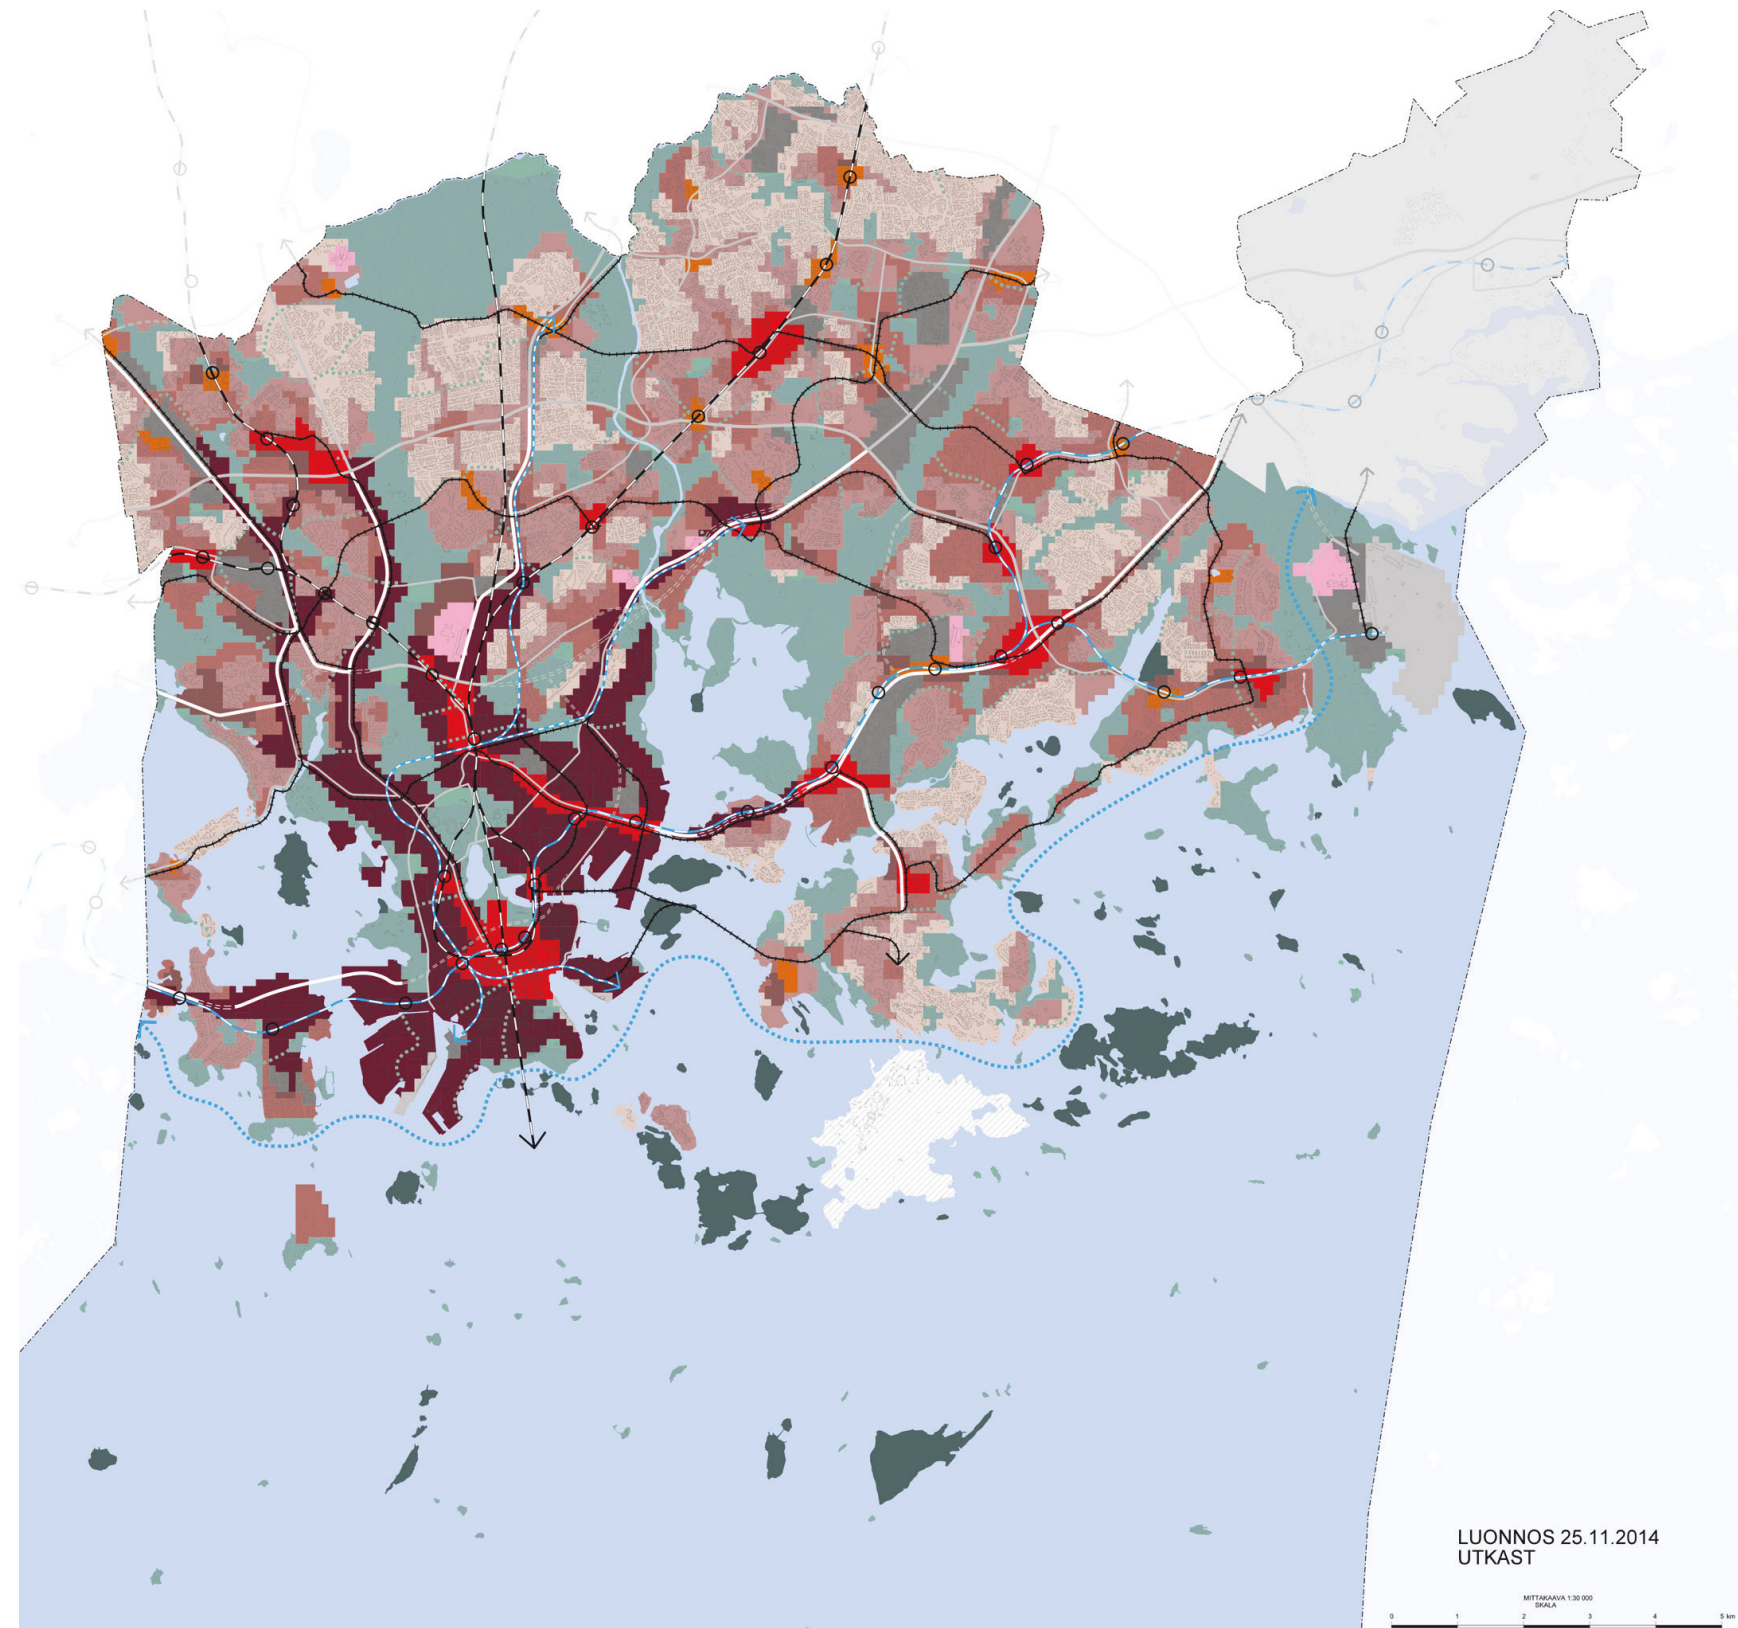 LUONNOS 25.11.2014
UTKAST
MITTAKAAVA 1:30 000
SKALA
0 1 2 3 4 5 km